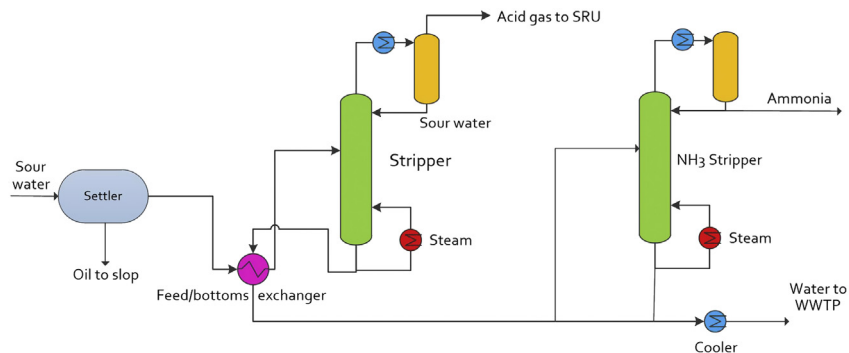 Acid gas to SRU
Sour water
Stripper
Steam
Sour
water
Settler
Oil to slop
Feed/bottoms exchanger
Ammonia
NH3 Stripper
Steam
Water to
WWTP
Cooler